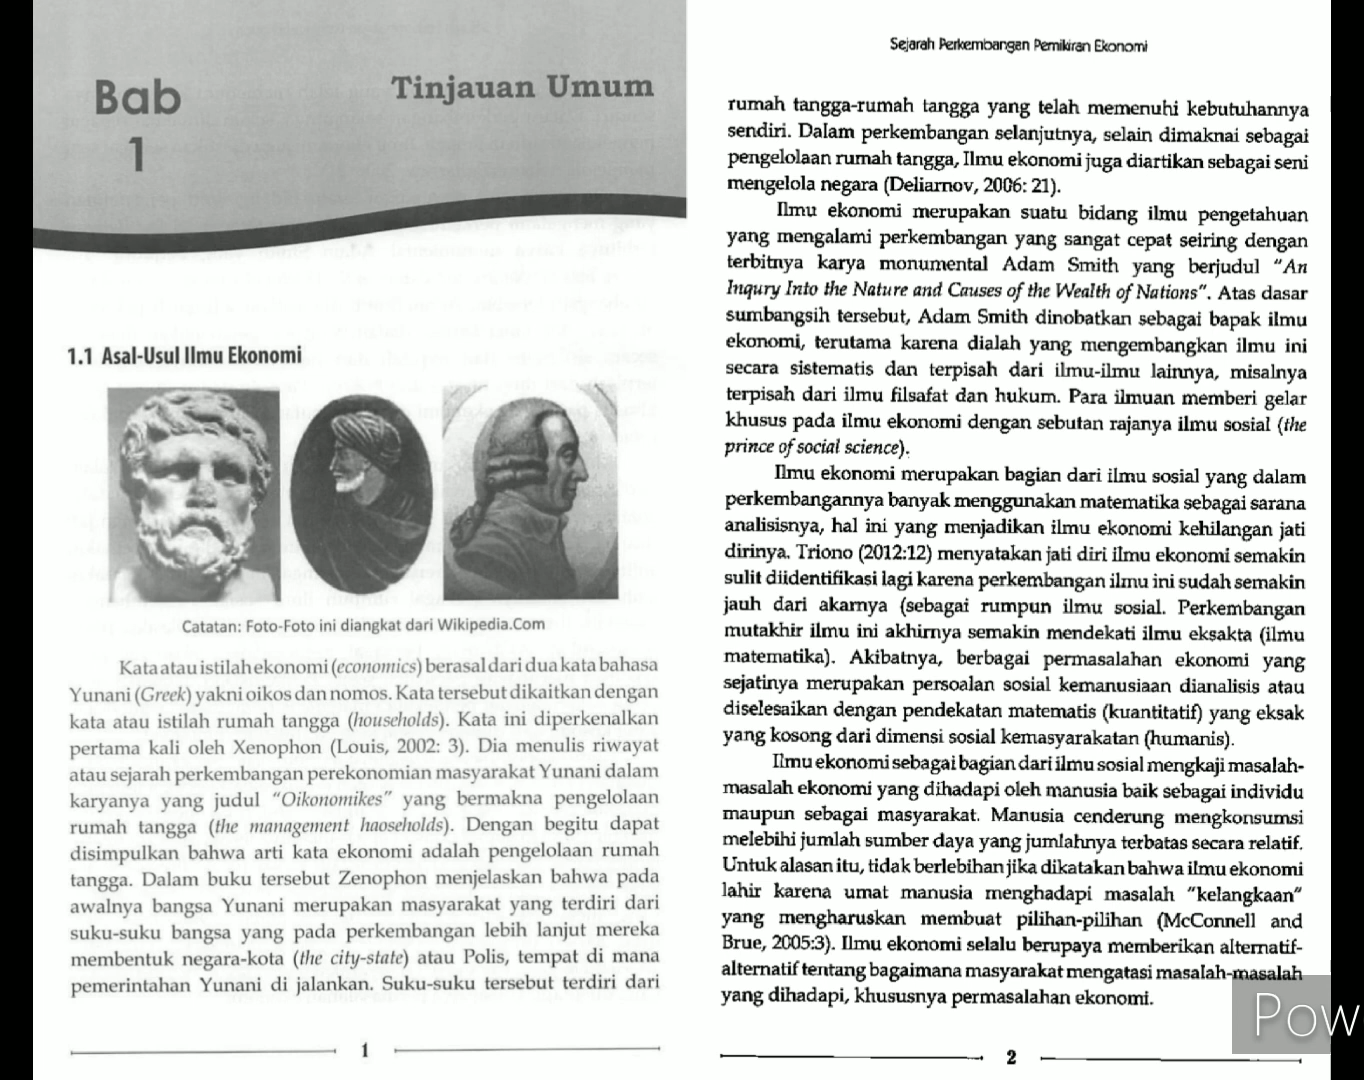 Bab
1
Tinjauan Umum
1.1 Asal-Usul Ilmu Ekonomi
Catatan: Foto-Foto ini diangkat dari Wikipedia.Com
Kata atau istilah ekonomi (economics) berasal dari dua kata bahasa
Yunani (Greek) yakni oikos dan nomos. Kata tersebut dikaitkan dengan
kata atau istilah rumah tangga (households). Kata ini diperkenalkan
pertama kali oleh Xenophon (Louis, 2002: 3). Dia menulis riwayat
atau sejarah perkembangan perekonomian masyarakat Yunani dalam
karyanya yang judul "Oikonomikes" yang bermakna pengelolaan
rumah tangga (the management haoseholds). Dengan begitu dapat
disimpulkan bahwa arti kata ekonomi adalah pengelolaan rumah
tangga. Dalam buku tersebut Zenophon menjelaskan bahwa pada
awalnya bangsa Yunani merupakan masyarakat yang terdiri dari
suku-suku bangsa yang pada perkembangan lebih lanjut mereka
membentuk negara-kota (the city-state) atau Polis, tempat di mana
pemerintahan Yunani di jalankan. Suku-suku tersebut terdiri dari
1
Sejarah Perkembangan Pemikiran Ekonomi
rumah tangga-rumah tangga yang telah memenuhi kebutuhannya
sendiri. Dalam perkembangan selanjutnya, selain dimaknai sebagai
pengelolaan rumah tangga, Ilmu ekonomi juga diartikan sebagai seni
mengelola negara (Deliarnov, 2006: 21).
Ilmu ekonomi merupakan suatu bidang ilmu pengetahuan
yang mengalami perkembangan yang sangat cepat seiring dengan
terbitnya karya monumental Adam Smith yang berjudul "An
Inqury Into the Nature and Causes of the Wealth of Nations". Atas dasar
sumbangsih tersebut, Adam Smith dinobatkan sebagai bapak ilmu
ekonomi, terutama karena dialah yang mengembangkan ilmu ini
secara sistematis dan terpisah dari ilmu-ilmu lainnya, misalnya
terpisah dari ilmu filsafat dan hukum. Para ilmuan memberi gelar
khusus pada ilmu ekonomi dengan sebutan rajanya ilmu sosial (the
prince of social science).
Ilmu ekonomi merupakan bagian dari ilmu sosial yang dalam
perkembangannya banyak menggunakan matematika sebagai sarana
analisisnya, hal ini yang menjadikan ilmu ekonomi kehilangan jati
dirinya. Triono (2012:12) menyatakan jati diri ilmu ekonomi semakin
sulit diidentifikasi lagi karena perkembangan ilmu ini sudah semakin
jauh dari akarnya (sebagai rumpun ilmu sosial. Perkembangan
mutakhir ilmu ini akhirnya semakin mendekati ilmu eksakta (ilmu
matematika). Akibatnya, berbagai permasalahan ekonomi yang
sejatinya merupakan persoalan sosial kemanusiaan dianalisis atau
diselesaikan dengan pendekatan matematis (kuantitatif) yang eksak
yang kosong dari dimensi sosial kemasyarakatan (humanis).
Ilmu ekonomi sebagai bagian dari ilmu sosial mengkaji masalah-
masalah ekonomi yang dihadapi oleh manusia baik sebagai individu
maupun sebagai masyarakat. Manusia cenderung mengkonsumsi
melebihi jumlah sumber daya yang jumlahnya terbatas secara relatif.
Untuk alasan itu, tidak berlebihan jika dikatakan bahwa ilmu ekonomi
lahir karena umat manusia menghadapi masalah "kelangkaan"
yang mengharuskan membuat pilihan-pilihan (McConnell and
Brue, 2005:3). Ilmu ekonomi selalu berupaya memberikan alternatif-
alternatif tentang bagaimana masyarakat mengatasi masalah-masalah
yang dihadapi, khususnya permasalahan ekonomi.
2
Pow